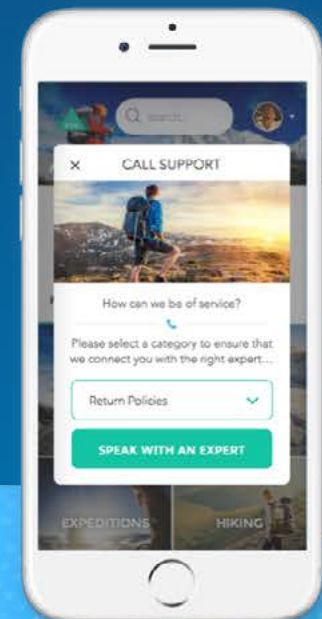 search...
× CALL SUPPORT
How can we be of service?
Please select a category to ensure that
we connect you with the right expert...
Return Policies
SPEAK WITH AN EXPERT
EXPEDITIONS HIKING